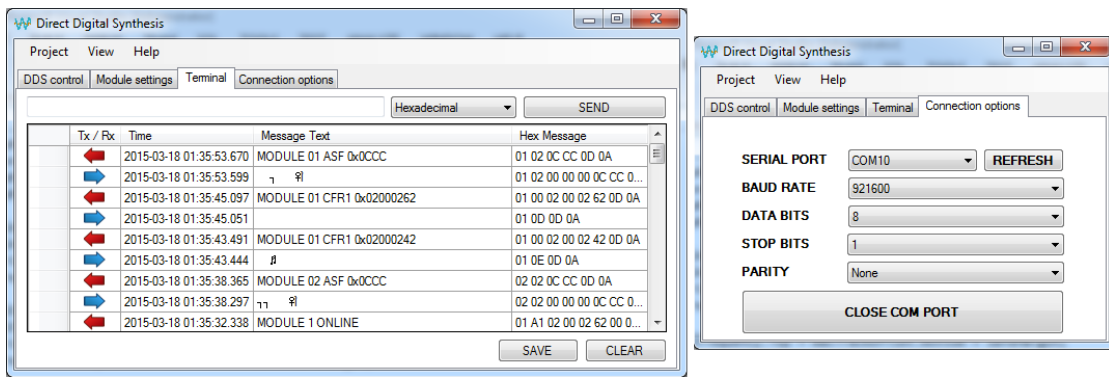 Direct Digital Synthesis
Project View Help
DDS control Module settings Terminal Connection options
Hexadecimal SEND
Tx / Rx Time Message Text Hex Message
2015-03-18 01:35:53.670 MODULE 01 ASF 0x0CCC 01 02 0C CC 0D 0A
2015-03-18 01:35:53.599 01 02 00 00 00 0C CC 0...
2015-03-18 01:35:45.097 MODULE 01 CFR1 0x02000262 01 00 02 00 02 62 0D 0A
2015-03-18 01:35:45.051 01 0D 0D 0A
2015-03-18 01:35:43.491 MODULE 01 CFR1 0x02000242 01 00 02 00 02 42 0D 0A
2015-03-18 01:35:43.444 ♫ 01 0E 0D 0A
2015-03-18 01:35:38.365 MODULE 02 ASF 0x0CCC 02 02 0C CC 0D 0A
2015-03-18 01:35:38.297 02 02 00 00 00 0C CC 0...
2015-03-18 01:35:32.338 MODULE 1 ONLINE 01 A1 02 00 02 62 00 0...
SAVE CLEAR
Direct Digital Synthesis
Project View Help
DDS control Module settings Terminal Connection options
SERIAL PORT COM10 REFRESH
BAUD RATE 921600
DATA BITS 8
STOP BITS 1
PARITY None
CLOSE COM PORT